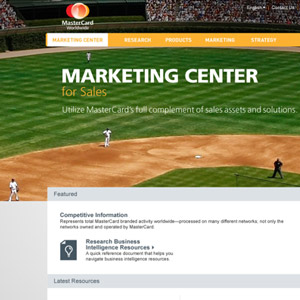 English Contact Us
MasterCard
Worldwide
MARKETING CENTER RESEARCH PRODUCTS MARKETING STRATEGY
MARKETING CENTER
for Sales
Utilize MasterCard's full complement of sales assets and solutions
Featured
Competitive Information
Represents total MasterCard branded activity worldwide—processed on many different networks, not only the
networks owned and operated by MasterCard
Research Business
Intelligence Resources
A quick reference document that helps you
navigate business intelligence resources.
Latest Resources